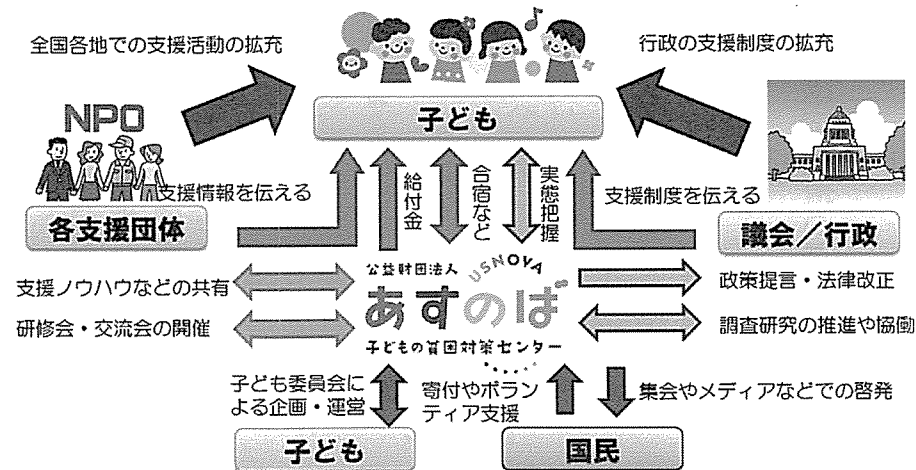 全国各地での支援活動の拡充
行政の支援制度の拡充
NPO
子ども
支援情報を伝える
給付金
合宿など
実態把握
支援制度を伝える
各支援団体
議会/行政
公益財団法人
USNOVA
あすのば
子どもの貧困対策センター
支援ノウハウなどの共有
研修会・交流会の開催
政策提言・法律改正
調査研究の推進や協働
子ども委員会に
よる企画・運営
寄付やボラン
ティア支援
集会やメディアなどでの啓発
子ども
国民